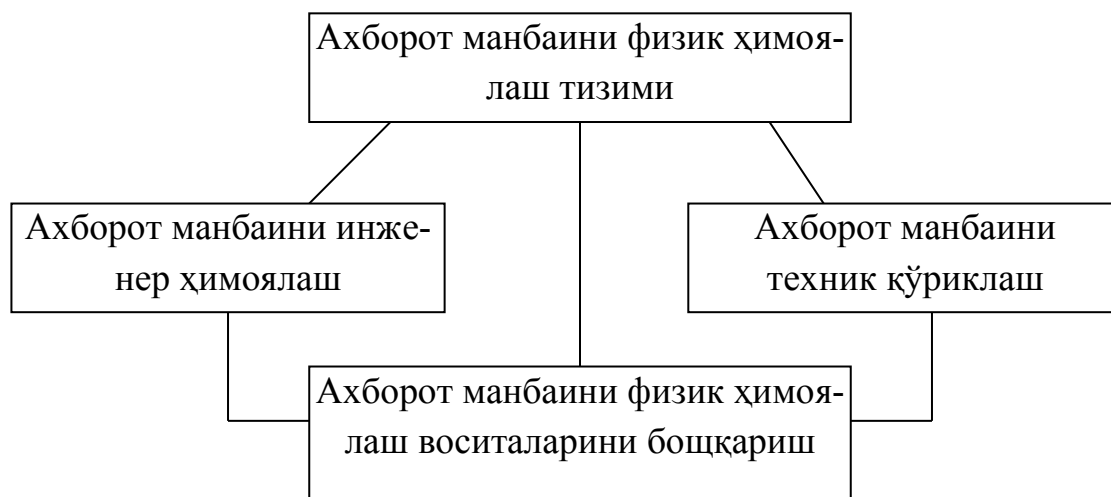 Ахборот манбаини физик ҳимоя-
лаш тизими
Ахборот манбаини инже-
нер ҳимоялаш
Ахборот манбаини
техник қўриклаш
Ахборот манбаини физик ҳимоя-
лаш воситаларини бощқариш